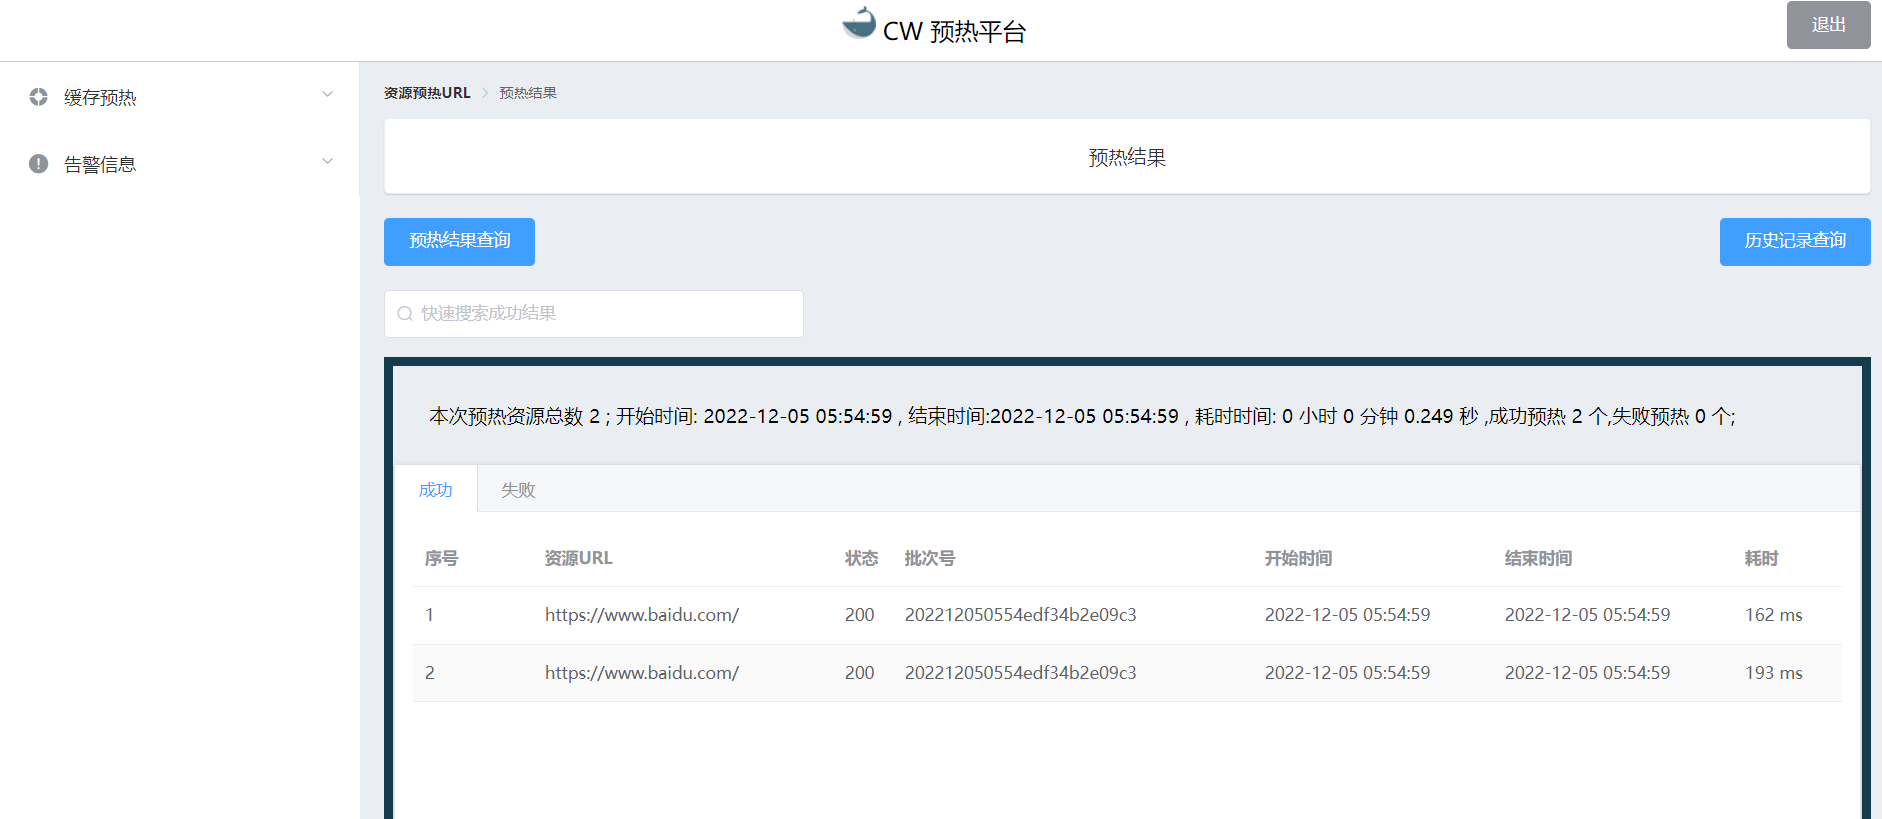 CW 预热平台
退出
缓存预热
告警信息
资源预热URL > 预热结果
预热结果
预热结果查询
历史记录查询
快速搜索成功结果
本次预热资源总数 2 ; 开始时间: 2022-12-05 05:54:59 , 结束时间:2022-12-05 05:54:59 , 耗时时间: 0 小时 0 分钟 0.249 秒 ,成功预热 2 个,失败预热 0 个;
成功 失败
序号 资源URL 状态 批次号 开始时间 结束时间 耗时
1 https://www.baidu.com/ 200 202212050554edf34b2e09c3 2022-12-05 05:54:59 2022-12-05 05:54:59 162 ms
2 https://www.baidu.com/ 200 202212050554edf34b2e09c3 2022-12-05 05:54:59 2022-12-05 05:54:59 193 ms